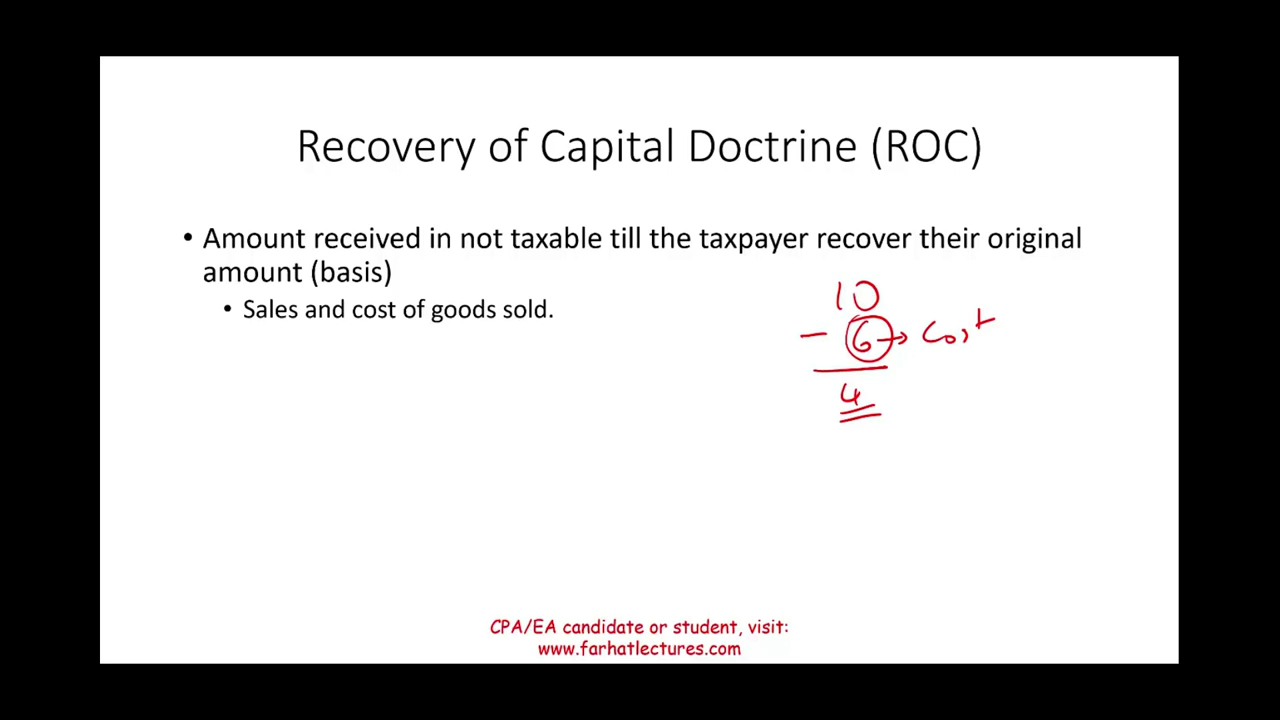 Recovery of Capital Doctrine (ROC)
• Amount received in not taxable till the taxpayer recover their original
amount (basis)
• Sales and cost of goods sold.
10
– 6 → Cost
4
CPA/EA candidate or student, visit:
www.farhatlectures.com